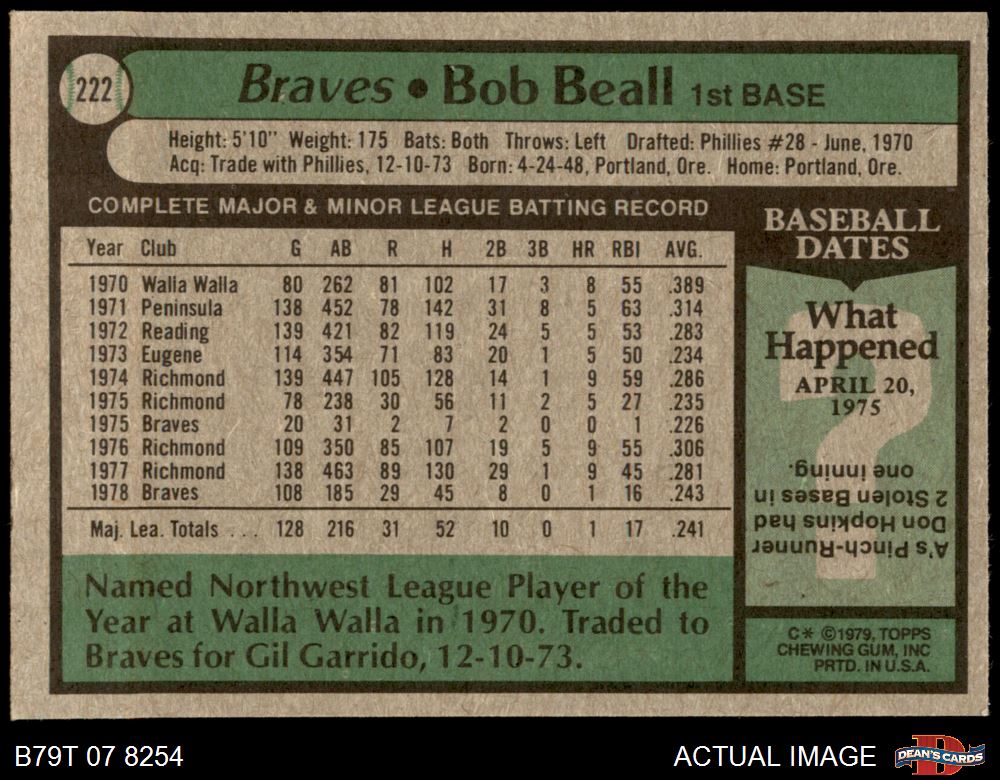 222
Braves • Bob Beall 1st BASE
Height: 5'10" Weight: 175 Bats: Both Throws: Left Drafted: Phillies #28 - June, 1970
Acq: Trade with Phillies, 12-10-73 Born: 4-24-48, Portland, Ore. Home: Portland, Ore.
COMPLETE MAJOR & MINOR LEAGUE BATTING RECORD
Year Club G AB R H 2B 3B HR RBI AVG.
1970 Walla Walla 80 262 81 102 17 3 8 55 .389
1971 Peninsula 138 452 78 142 31 8 5 63 .314
1972 Reading 139 421 82 119 24 5 5 53 .283
1973 Eugene 114 354 71 83 20 1 5 50 .234
1974 Richmond 139 447 105 128 14 1 9 59 .286
1975 Richmond 78 238 30 56 11 2 5 27 .235
1975 Braves 20 31 2 7 2 0 0 1 .226
1976 Richmond 109 350 85 107 19 5 9 55 .306
1977 Richmond 138 463 89 130 29 1 9 45 .281
1978 Braves 108 185 29 45 8 0 1 16 .243
Maj. Lea. Totals . . . 128 216 31 52 10 0 1 17 .241
Named Northwest League Player of the
Year at Walla Walla in 1970. Traded to
Braves for Gil Garrido, 12-10-73.
BASEBALL
DATES
What
Happened
APRIL 20,
1975
?
A's Pinch-Runner
Don Hopkins had
2 Stolen Bases in
one inning.
C* ©1979, TOPPS
CHEWING GUM, INC
PRTD. IN U.S.A.
B79T 07 8254
ACTUAL IMAGE
D
DEAN'S CARDS